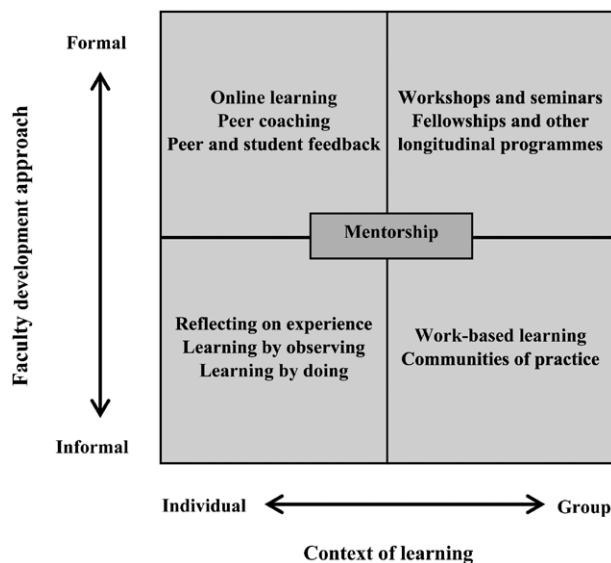 Formal
Online learning
Peer coaching
Peer and student feedback
Workshops and seminars
Fellowships and other
longitudinal programmes
Faculty development approach
Mentorship
Reflecting on experience
Learning by observing
Learning by doing
Work-based learning
Communities of practice
Informal
Individual
Group
Context of learning